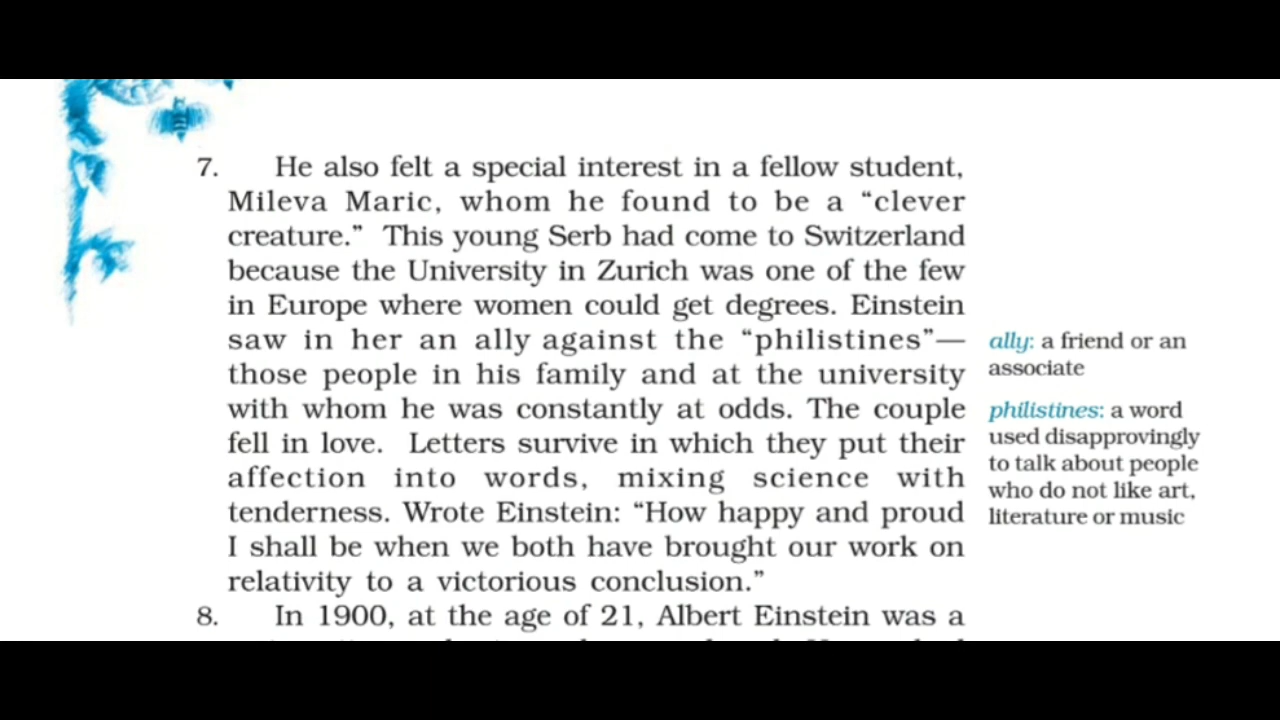 7. He also felt a special interest in a fellow student,
Mileva Maric, whom he found to be a “clever
creature.” This young Serb had come to Switzerland
because the University in Zurich was one of the few
in Europe where women could get degrees. Einstein
saw in her an ally against the “philistines”—
those people in his family and at the university
with whom he was constantly at odds. The couple
fell in love. Letters survive in which they put their
affection into words, mixing science with
tenderness. Wrote Einstein: “How happy and proud
I shall be when we both have brought our work on
relativity to a victorious conclusion.”
8. In 1900, at the age of 21, Albert Einstein was a
ally: a friend or an
associate
philistines: a word
used disapprovingly
to talk about people
who do not like art,
literature or music